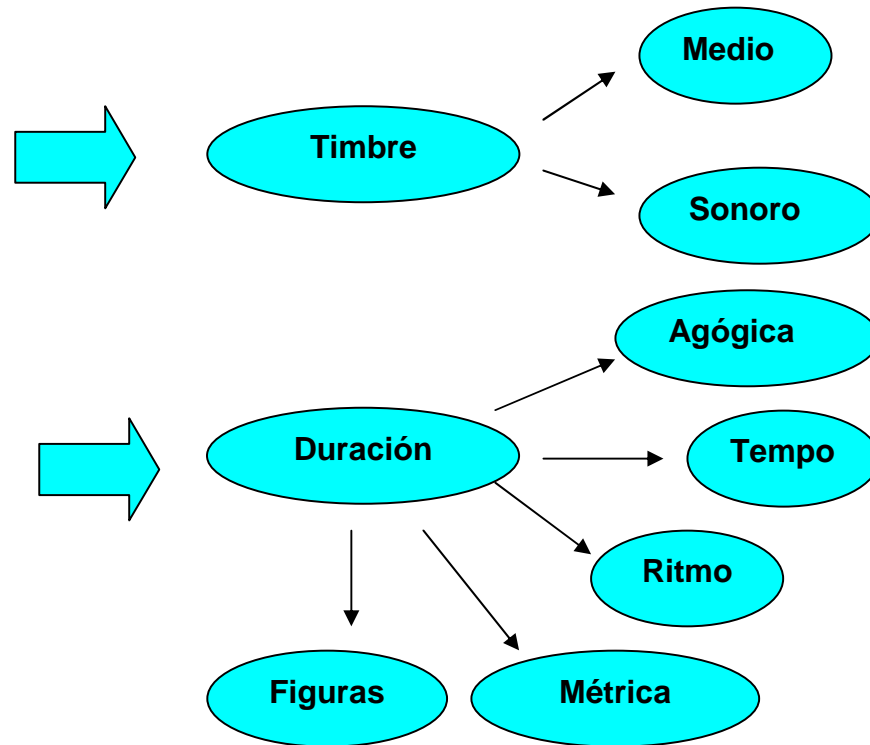 Medio
Timbre
Sonoro
Agógica
Duración
Tempo
Ritmo
Figuras
Métrica